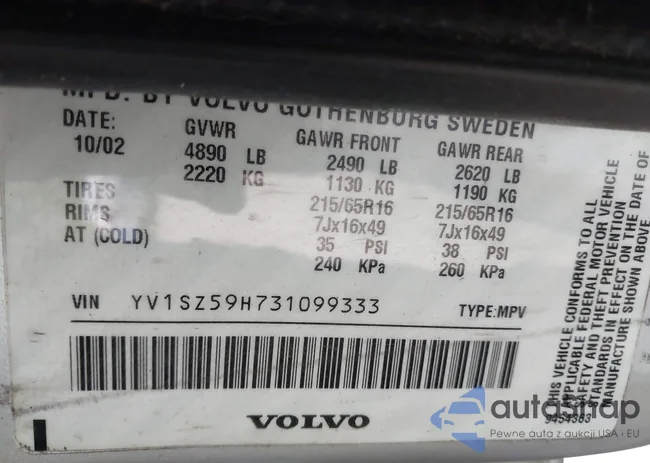 MFD. BY VOLVO GOTHENBURG SWEDEN
DATE: GVWR GAWR FRONT GAWR REAR
10/02 4890 LB 2490 LB 2620 LB
2220 KG 1130 KG 1190 KG
TIRES 215/65R16 215/65R16
RIMS 7Jx16x49 7Jx16x49
AT (COLD) 35 PSI 38 PSI
240 KPa 260 KPa
VIN YV1SZ59H731099333 TYPE: MPV
VOLVO
THIS VEHICLE CONFORMS TO ALL
APPLICABLE FEDERAL MOTOR VEHICLE
SAFETY AND THEFT PREVENTION
STANDARDS IN EFFECT ON THE DATE OF
MANUFACTURE SHOWN ABOVE
9454363
autosnap
Pewne auta z aukcji USA i EU